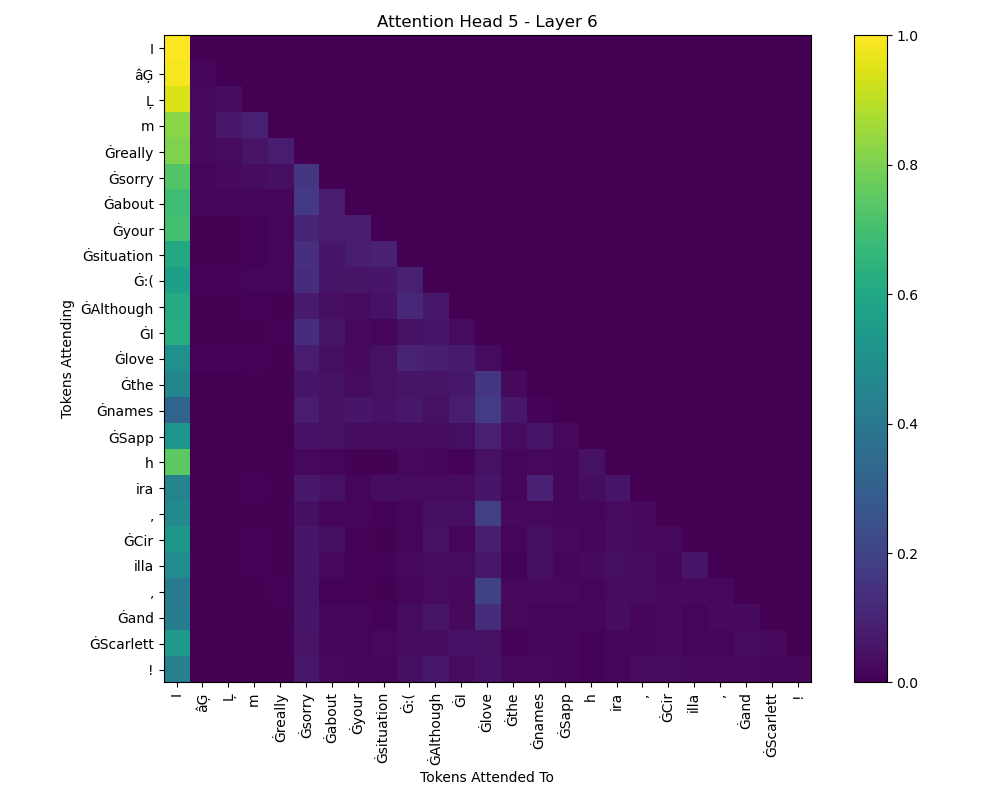 Attention Head 5 - Layer 6
I
âĢ
Ļ
m
Ġreally
Ġsorry
Ġabout
Ġyour
Ġsituation
Ġ:(
ĠAlthough
ĠI
Ġlove
Ġthe
Ġnames
ĠSapp
h
ira
,
ĠCir
illa
,
Ġand
ĠScarlett
!
Tokens Attending
I
âĢ
Ļ
m
Ġreally
Ġsorry
Ġabout
Ġyour
Ġsituation
Ġ:(
ĠAlthough
ĠI
Ġlove
Ġthe
Ġnames
ĠSapp
h
ira
,
ĠCir
illa
,
Ġand
ĠScarlett
!
Tokens Attended To
1.0
0.8
0.6
0.4
0.2
0.0